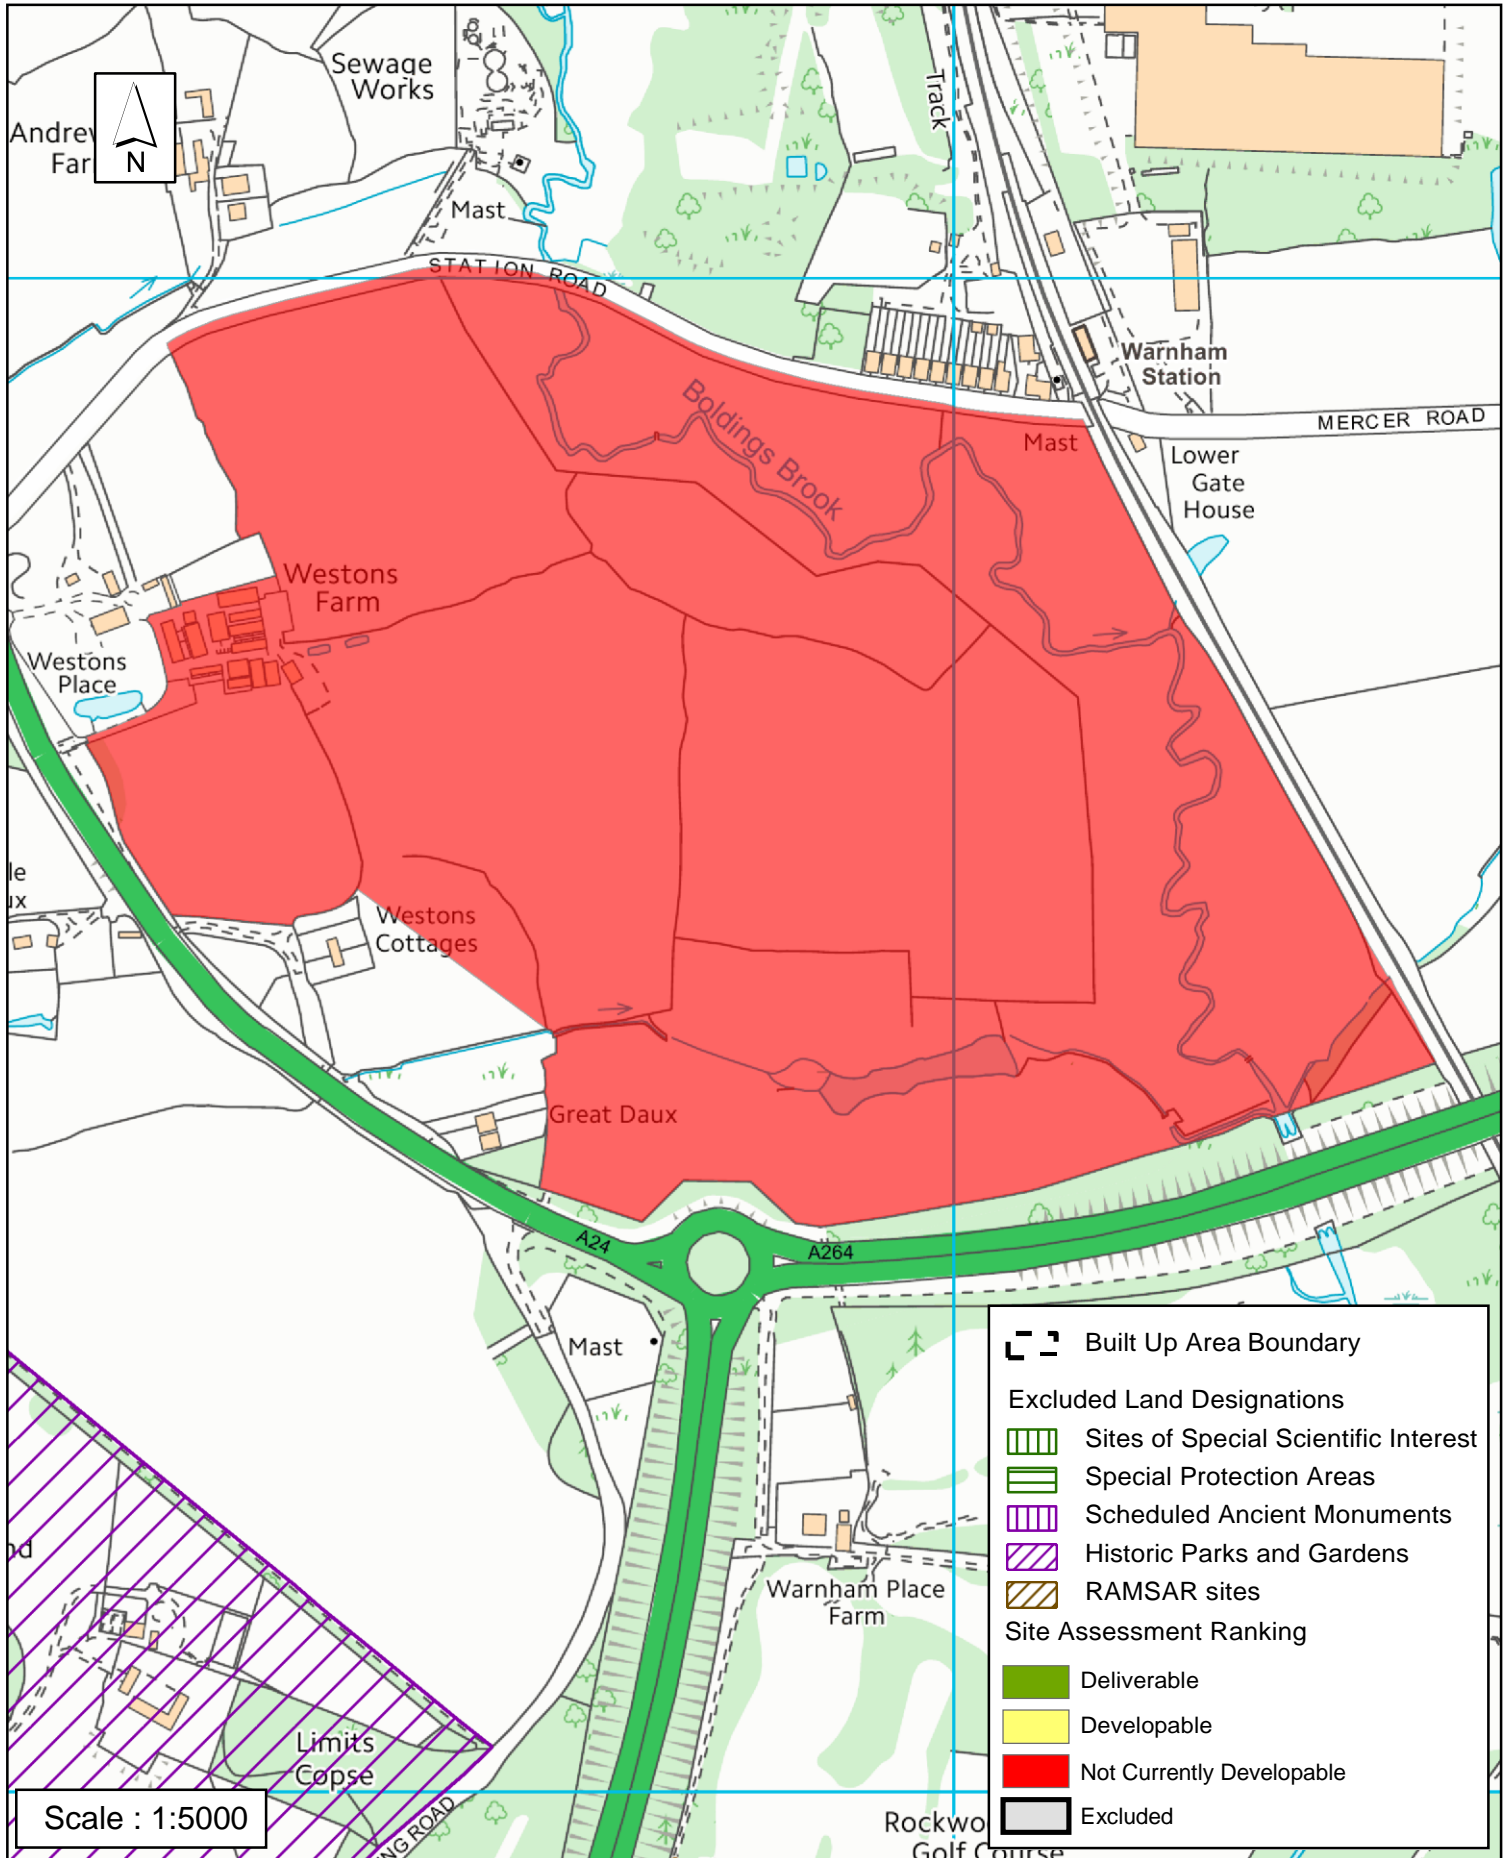 Sewage
Works
N
Mast
Track
STATION ROAD
Warnham
Station
MERCER ROAD
Boldings Brook
Mast
Lower
Gate
House
Westons
Farm
Westons
Place
Westons
Cottages
Great Daux
A24
A264
Mast
Warnham Place
Farm
Limits
Copse
Golf Course
Scale : 1:5000
Built Up Area Boundary
Excluded Land Designations
Sites of Special Scientific Interest
Special Protection Areas
Scheduled Ancient Monuments
Historic Parks and Gardens
RAMSAR sites
Site Assessment Ranking
Deliverable
Developable
Not Currently Developable
Excluded